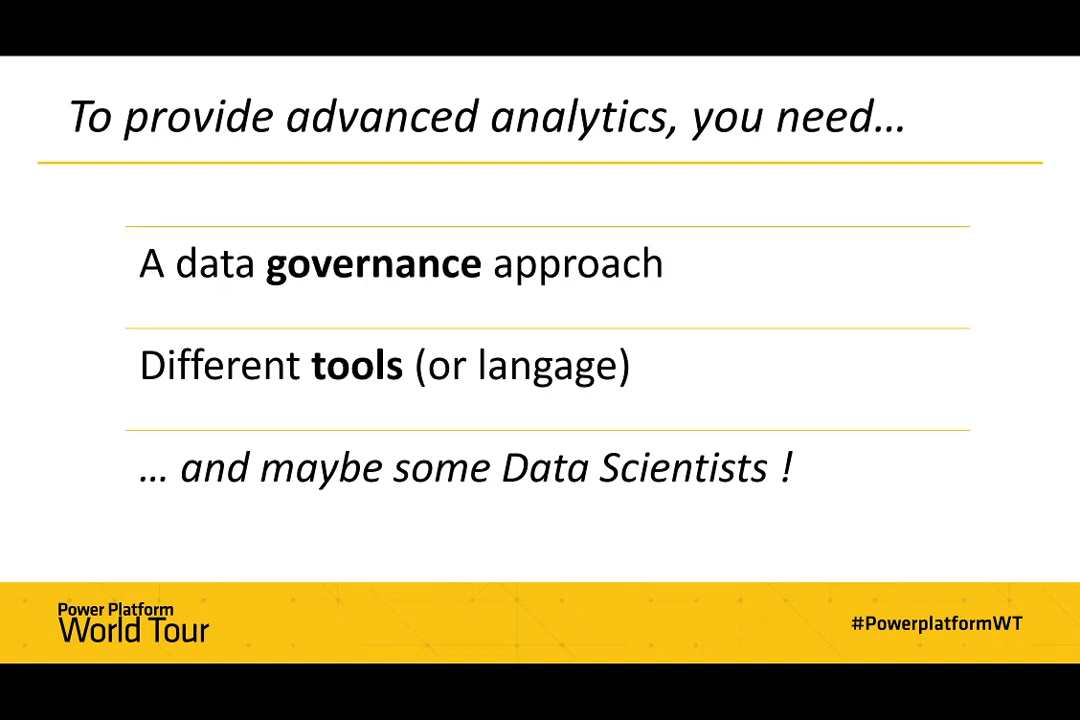 To provide advanced analytics, you need…
A data governance approach
Different tools (or langage)
… and maybe some Data Scientists !
Power Platform
World Tour
#PowerplatformWT